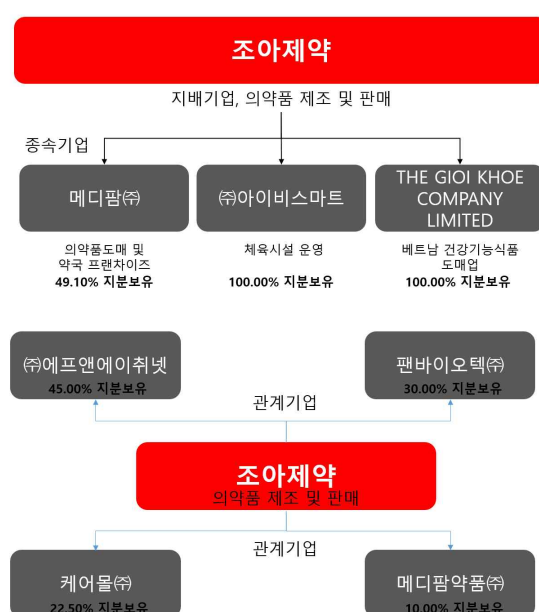 조아제약
지배기업, 의약품 제조 및 판매
종속기업
메디팜㈜
㈜아이비스마트
THE GIOI KHOE
COMPANY
LIMITED
의약품도매 및
약국 프랜차이즈
49.10% 지분보유
체육시설 운영
100.00% 지분보유
베트남 건강기능식품
도매업
100.00% 지분보유
㈜에프앤에이취넷
45.00% 지분보유
팬바이오텍㈜
30.00% 지분보유
관계기업
조아제약
의약품 제조 및 판매
관계기업
케어몰㈜
22.50% 지분보유
메디팜약품㈜
10.00% 지분보유